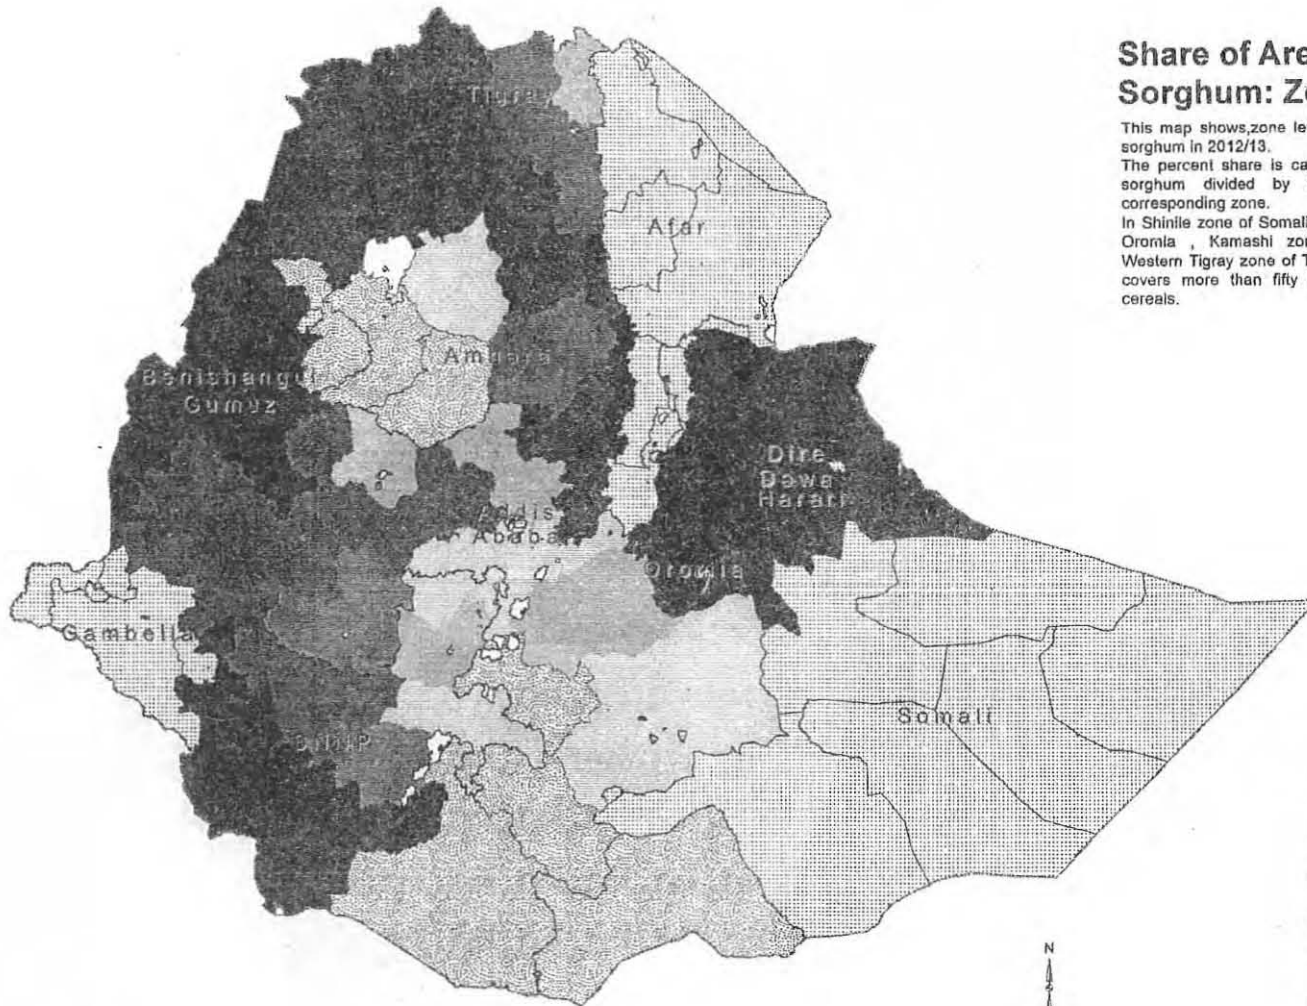 Share of Are
Sorghum: Ze
This map shows,zone le
sorghum in 2012/13.
The percent share is ca
sorghum divided by
corresponding zone.
In Shinile zone of Somali
Oromia , Kamashi zon
Western Tigray zone of T
covers more than fifty
cereals.
Tigray
Afar
Amhara
Benishangul
Gumuz
Dire
Dawa
Harari
Addis
Ababa
Oromia
Gambella
Somali
SNNP
N